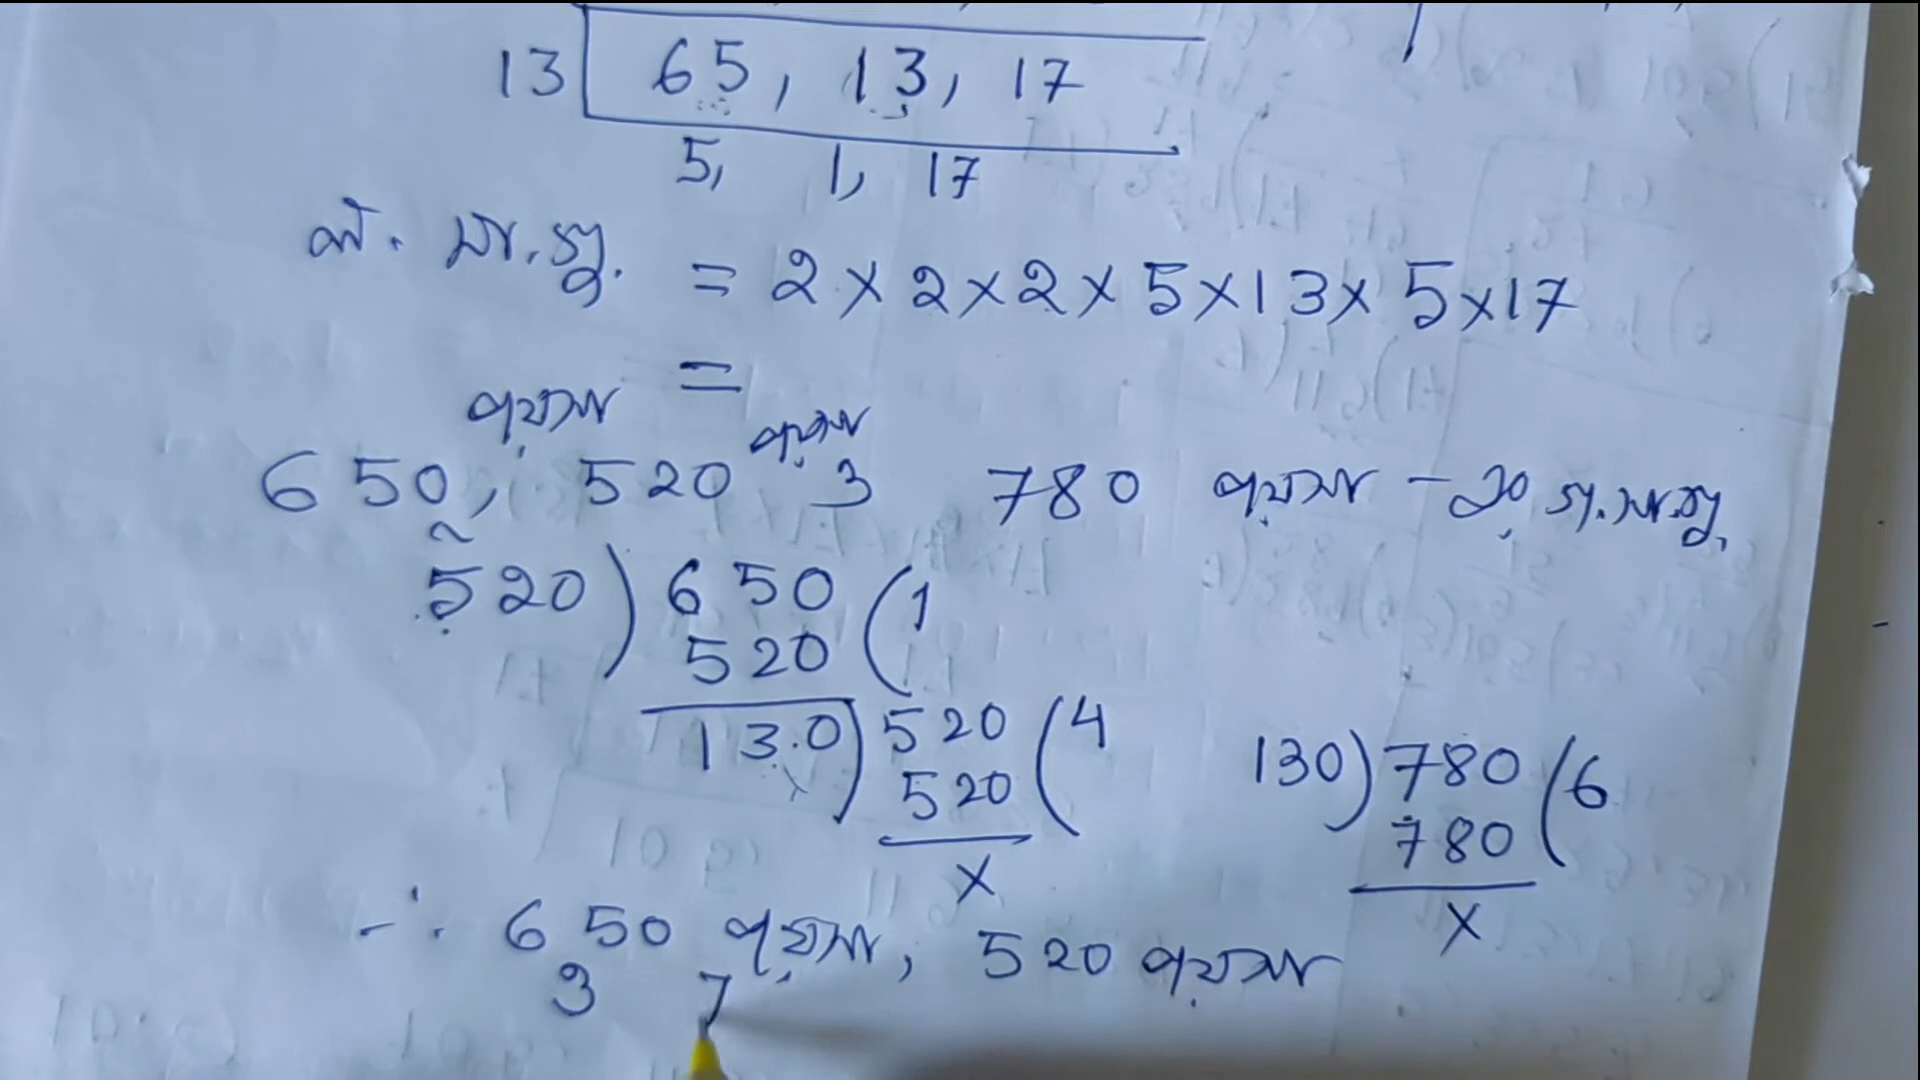 13 65, 13, 17
5, 1, 17
ল. সা.গু. = 2 × 2 × 2 × 5 × 13 × 5 × 17
=
650 পয়সা, 520 পয়সা ও 780 পয়সা - গ.সা.গু.
520 ) 650 ( 1
520
130 ) 520 ( 4 130 ) 780 ( 6
520 780
× ×
∴ 650 পয়সা, 520 পয়সা
ও 7